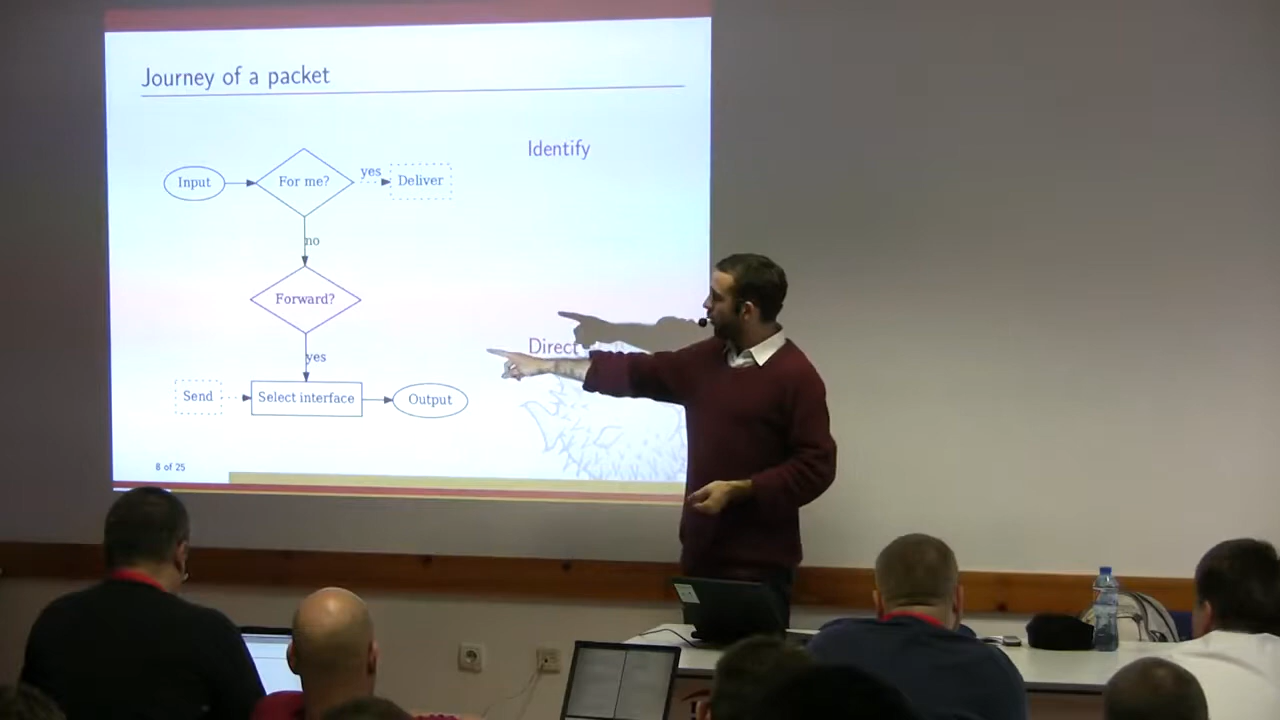 Journey of a packet
Identify
Input
For me?
yes
Deliver
no
Forward?
Direct
yes
Send
Select interface
Output
8 of 25